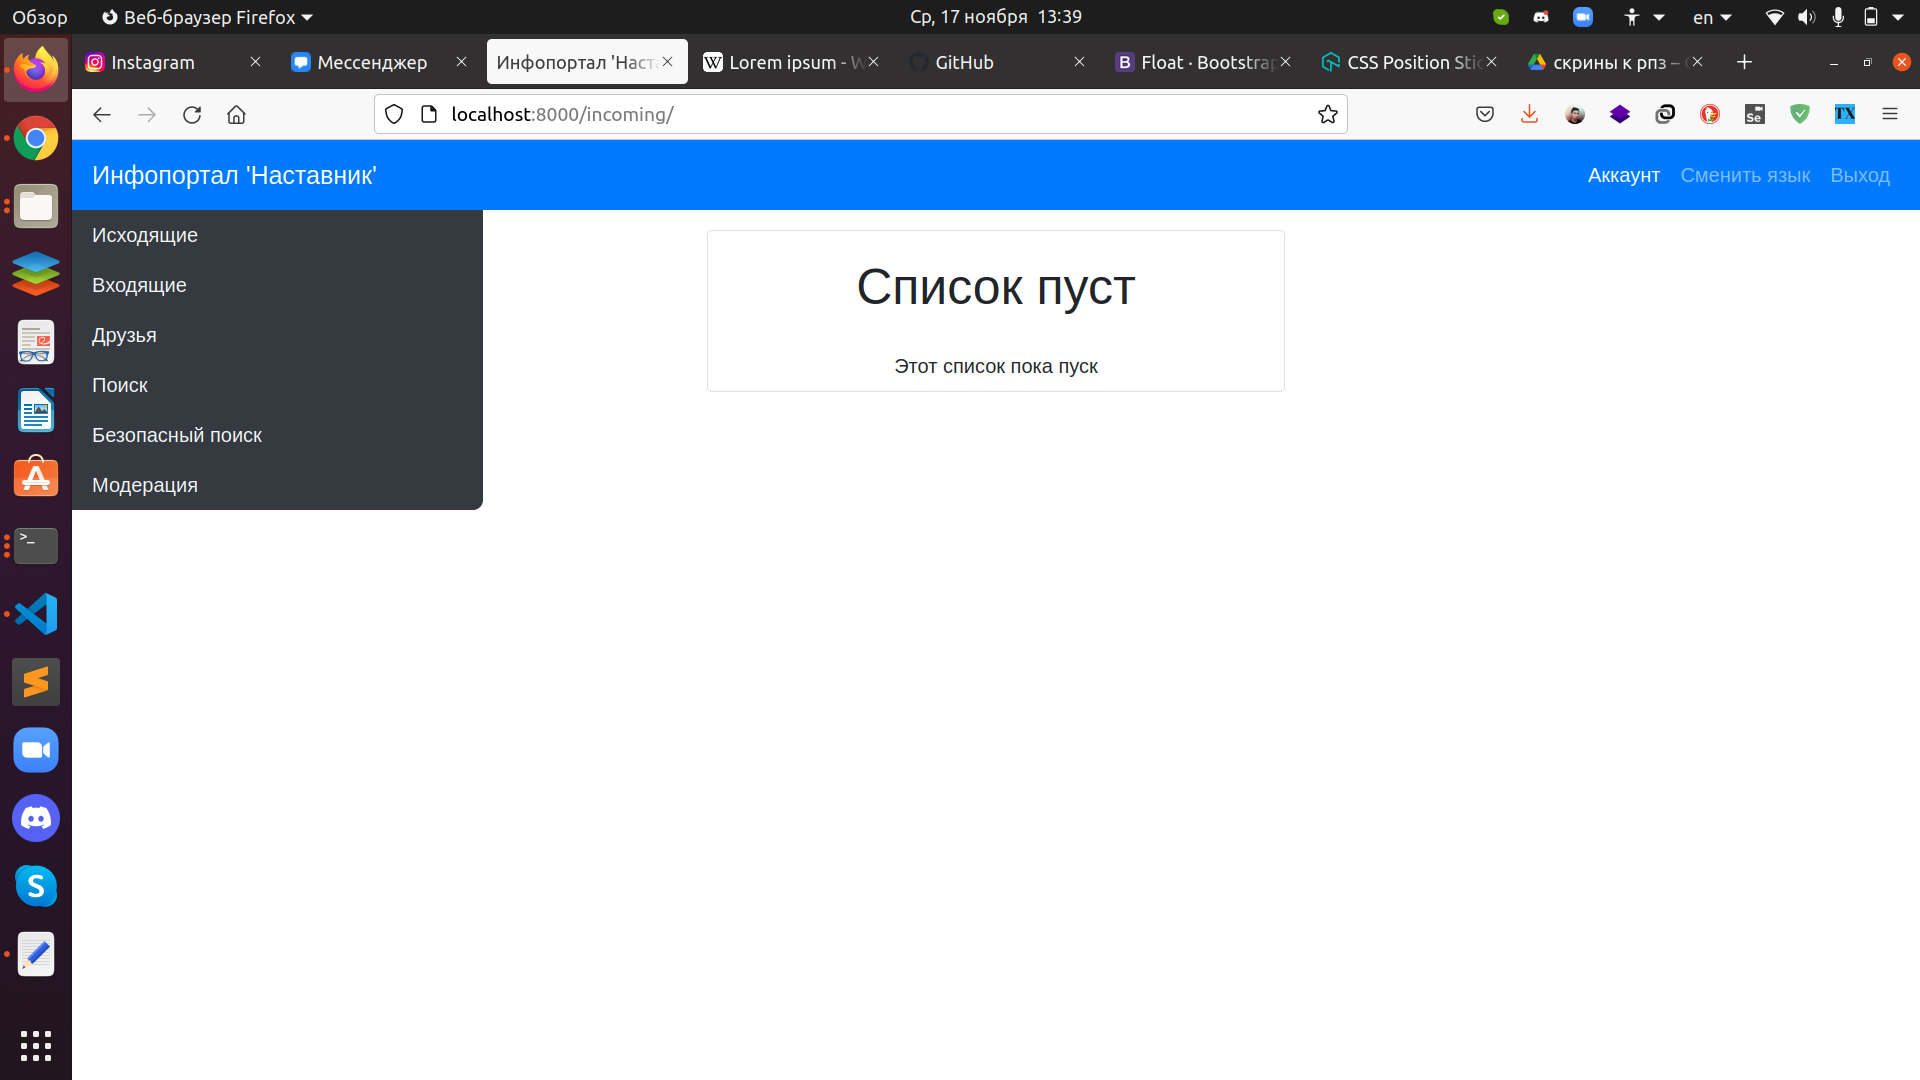 Обзор
Веб-браузер Firefox
Ср, 17 ноября 13:39
en
Instagram
Мессенджер
Инфопортал 'Наст
Lorem ipsum - W
GitHub
Float · Bootstrap
CSS Position Stic
скрины к рпз –
localhost:8000/incoming/
Se
TX
Инфопортал 'Наставник'
Аккаунт
Сменить язык
Выход
Исходящие
Входящие
Друзья
Поиск
Безопасный поиск
Модерация
Список пуст
Этот список пока пуск